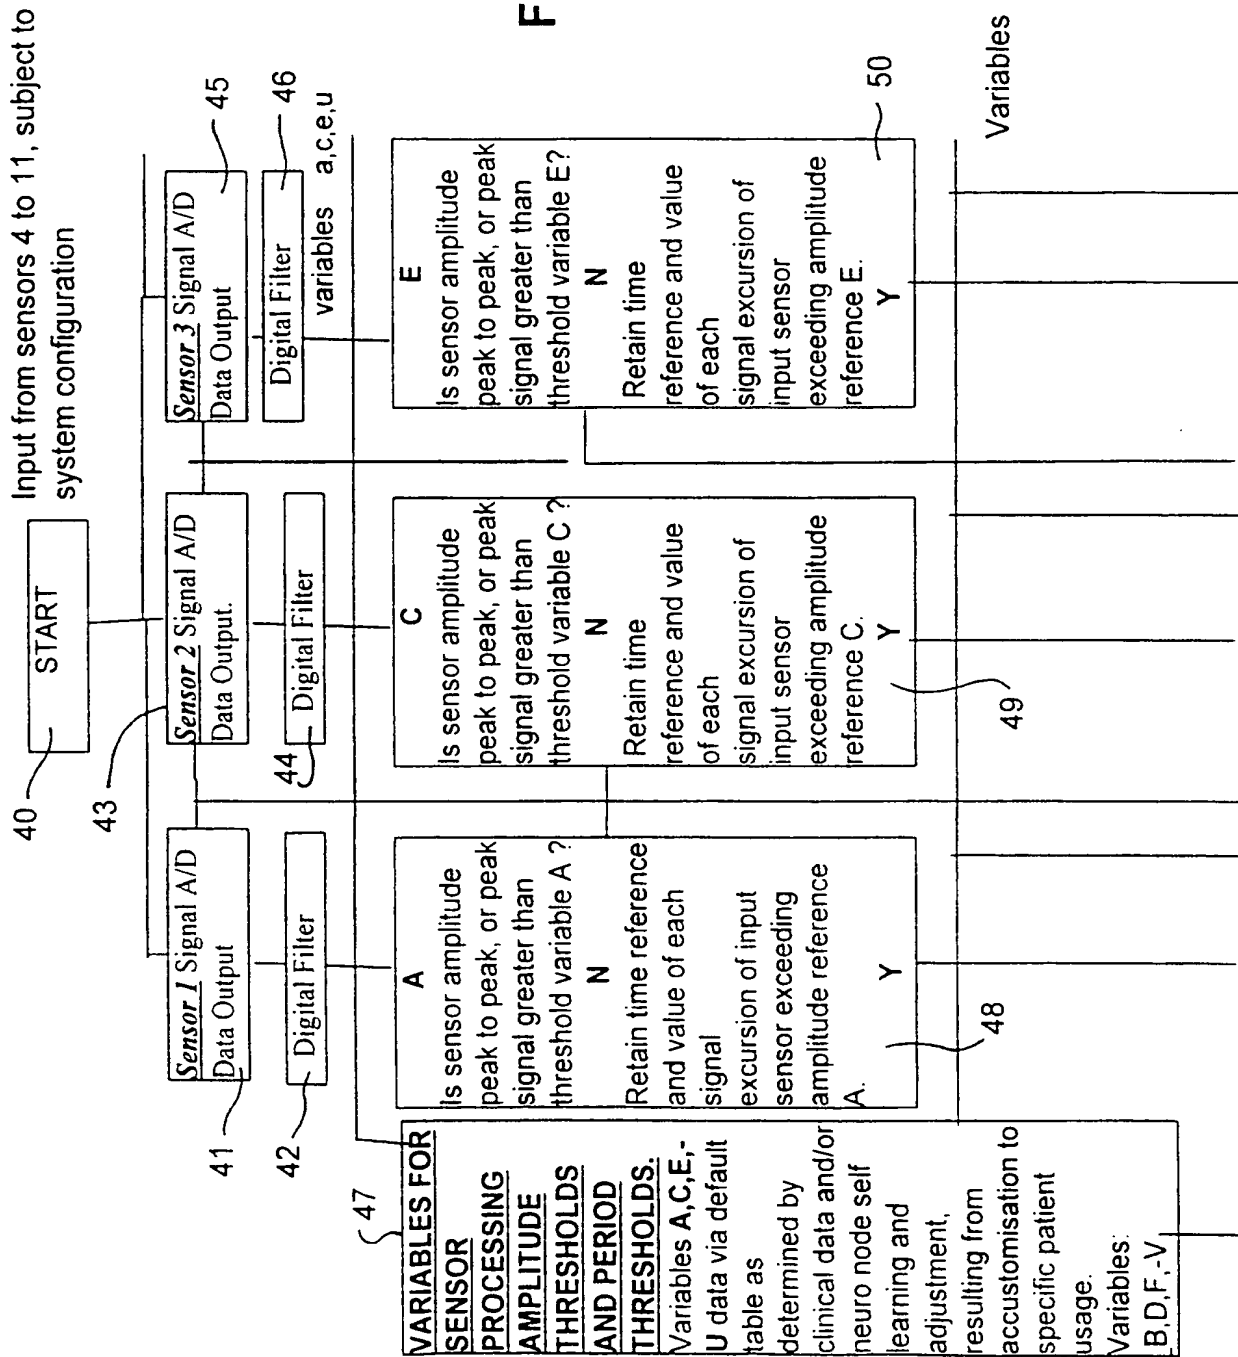 40
START
Input from sensors 4 to 11, subject to
system configuration
41
Sensor 1 Signal A/D
Data Output
43
Sensor 2 Signal A/D
Data Output.
Sensor 3 Signal A/D
Data Output
45
42
Digital Filter
44
Digital Filter
Digital Filter
46
variables a,c,e,u
47
VARIABLES FOR
SENSOR
PROCESSING
AMPLITUDE
THRESHOLDS
AND PERIOD
THRESHOLDS.
Variables A,C,E,-
U data via default
table as
determined by
clinical data and/or
neuro node self
learning and
adjustment,
resulting from
accustomisation to
specific patient
usage.
Variables:
B,D,F,-V
A
Is sensor amplitude
peak to peak, or peak
signal greater than
threshold variable A ?
N
Retain time reference
and value of each
signal
excursion of input
sensor exceeding
amplitude reference
A.
Y
48
C
Is sensor amplitude
peak to peak, or peak
signal greater than
threshold variable C ?
N
Retain time
reference and value
of each
signal excursion of
input sensor
exceeding amplitude
reference C.
Y
49
E
Is sensor amplitude
peak to peak, or peak
signal greater than
threshold variable E?
N
Retain time
reference and value
of each
signal excursion of
input sensor
exceeding amplitude
reference E.
Y
50
Variables
F